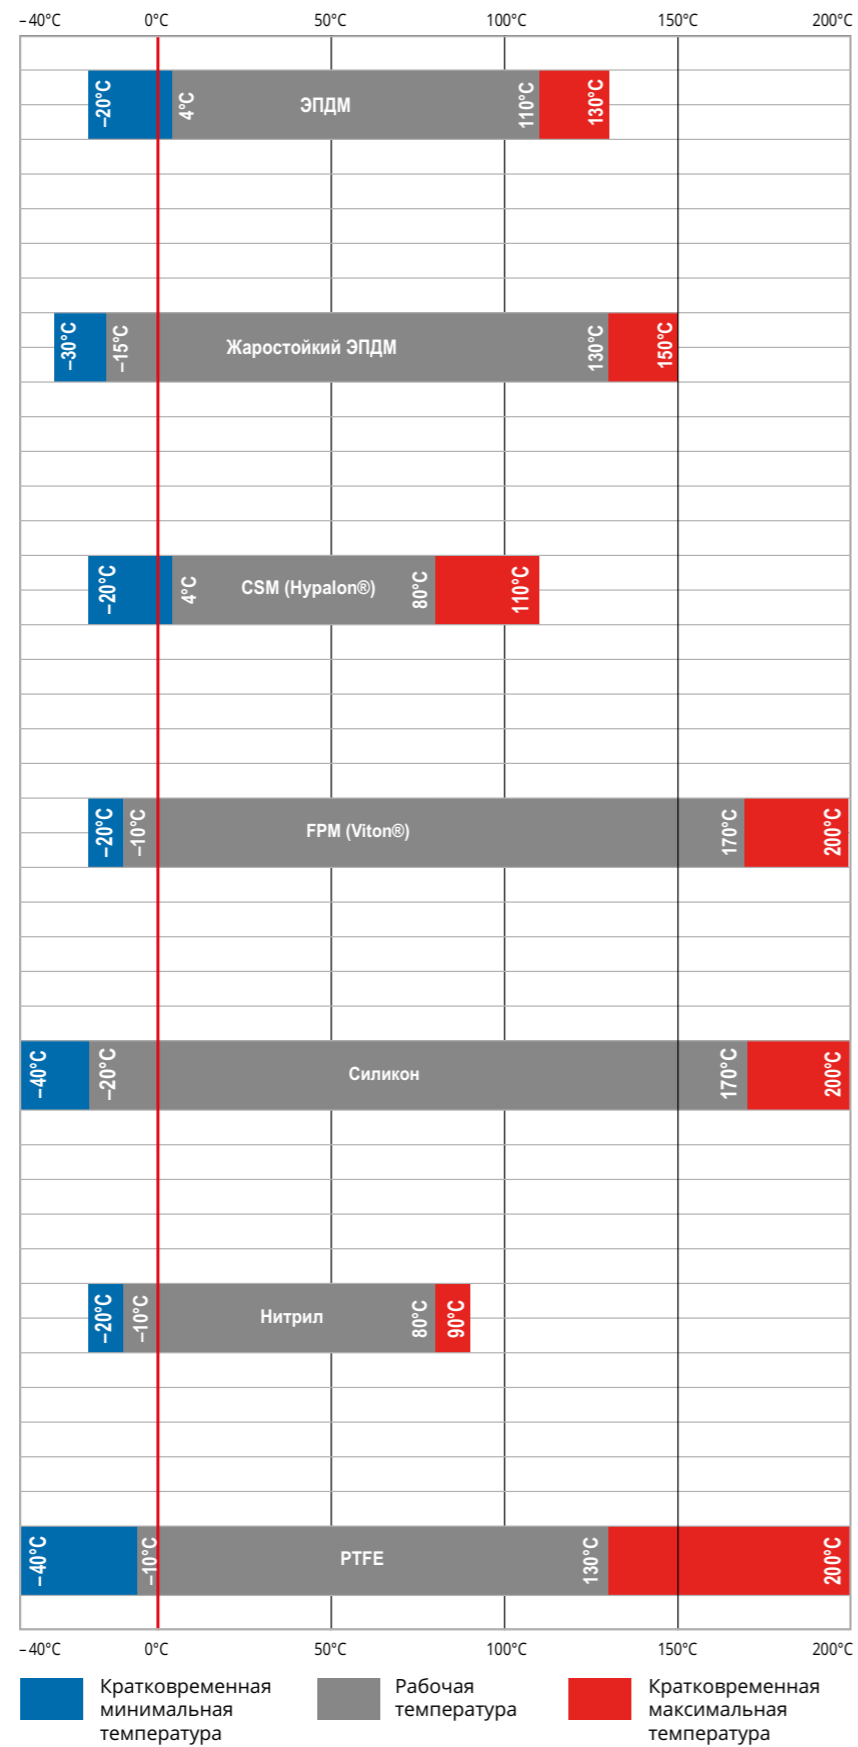 –40°C 0°C 50°C 100°C 150°C 200°C
–20°C 4°C ЭПДМ 110°C 130°C
–30°C –15°C Жаростойкий ЭПДМ 130°C 150°C
–20°C 4°C CSM (Hypalon®) 80°C 110°C
–20°C –10°C FPM (Viton®) 170°C 200°C
–40°C –20°C Силикон 170°C 200°C
–20°C –10°C Нитрил 80°C 90°C
–40°C –10°C PTFE 130°C 200°C
–40°C 0°C 50°C 100°C 150°C 200°C
Кратковременная
минимальная
температура
Рабочая
температура
Кратковременная
максимальная
температура